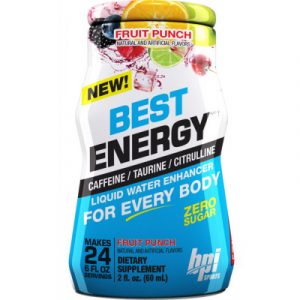 FRUIT PUNCH
NATURAL AND ARTIFICIAL FLAVORS
NEW!
BEST
ENERGY
CAFFEINE / TAURINE / CITRULLINE
LIQUID WATER ENHANCER
FOR EVERY BODY
ZERO
SUGAR
MAKES
24
6 FL OZ
SERVINGS
FRUIT PUNCH
NATURAL AND ARTIFICIAL FLAVORS
DIETARY
SUPPLEMENT
2 fl. oz. (60 mL)
bpi
SPORTS